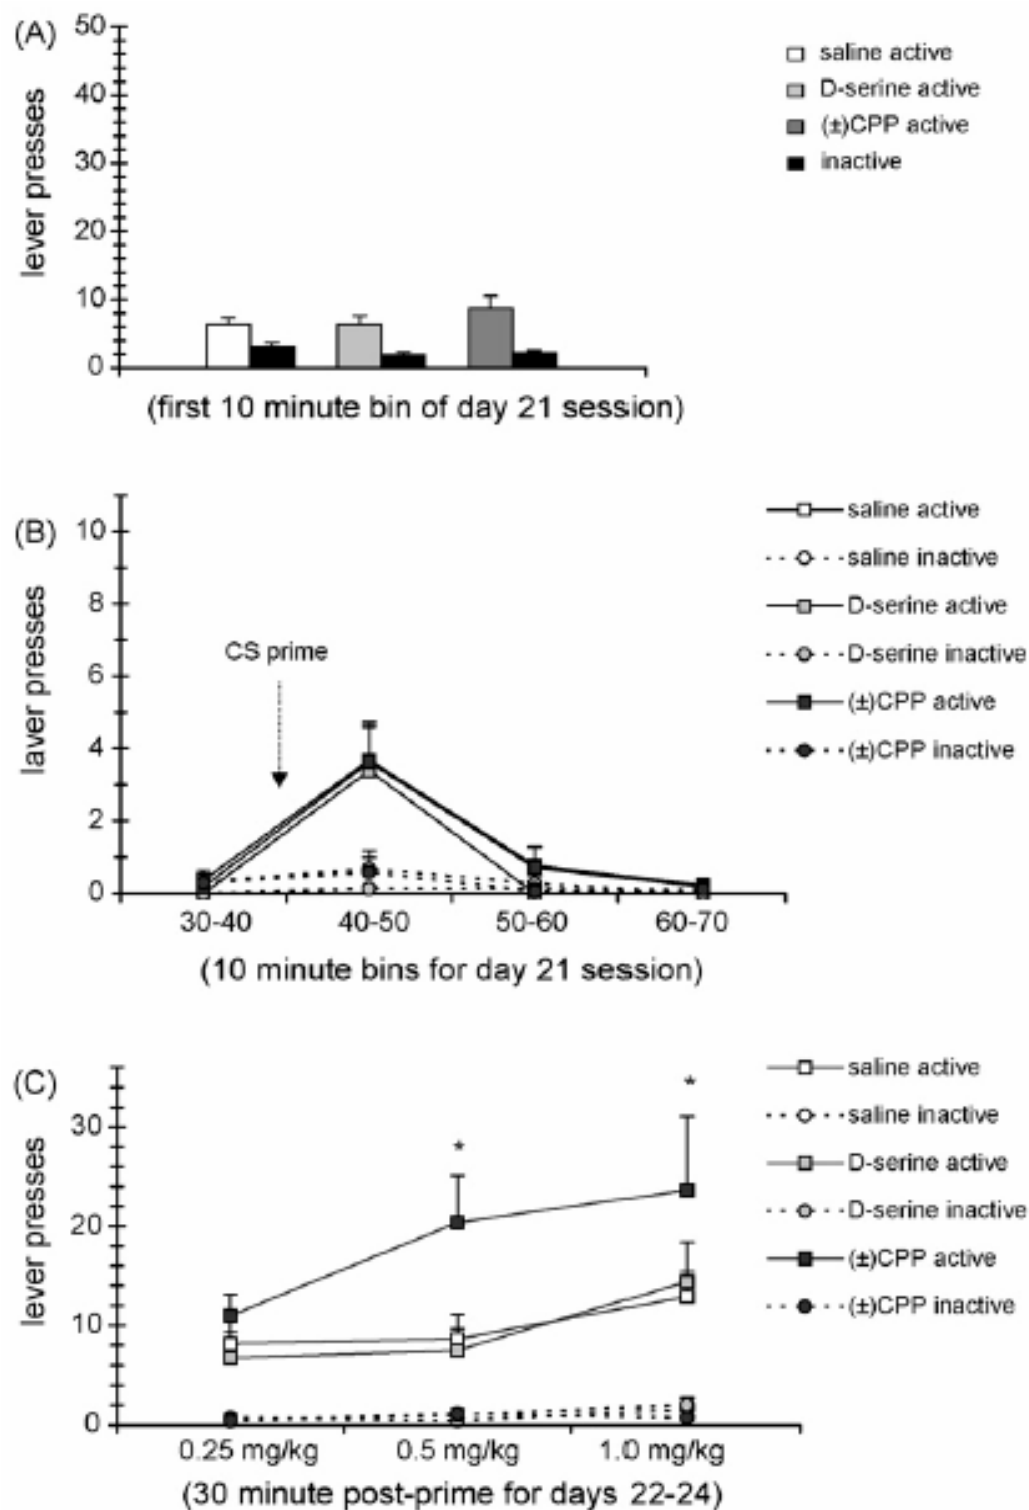 (A)
50
40
30
20
10
0
lever presses
saline active
D-serine active
(±)CPP active
inactive
(first 10 minute bin of day 21 session)
(B)
10
8
6
4
2
0
laver presses
CS prime
saline active
saline inactive
D-serine active
D-serine inactive
(±)CPP active
(±)CPP inactive
30-40 40-50 50-60 60-70
(10 minute bins for day 21 session)
(C)
30
20
10
0
lever presses
*
*
saline active
saline inactive
D-serine active
D-serine inactive
(±)CPP active
(±)CPP inactive
0.25 mg/kg 0.5 mg/kg 1.0 mg/kg
(30 minute post-prime for days 22-24)